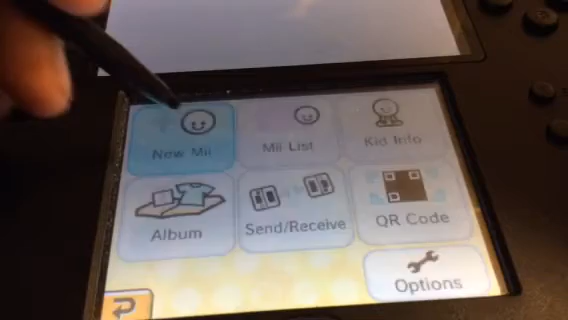 New Mii
Mii List
Kid Info
Album
Send/Receive
QR Code
Options